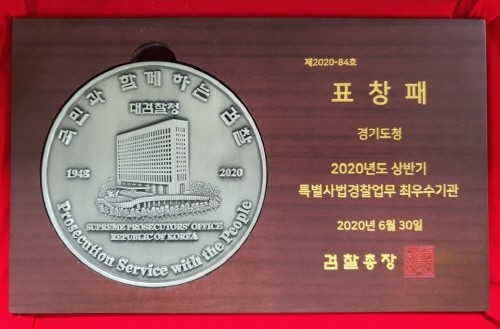 국민과 함께하는 검찰
대검찰청
1948 2020
SUPREME PROSECUTORS' OFFICE
REPUBLIC OF KOREA
Prosecution Service with the People
제2020-84호
표창패
경기도청
2020년도 상반기
특별사법경찰업무 최우수기관
2020년 6월 30일
검찰총장